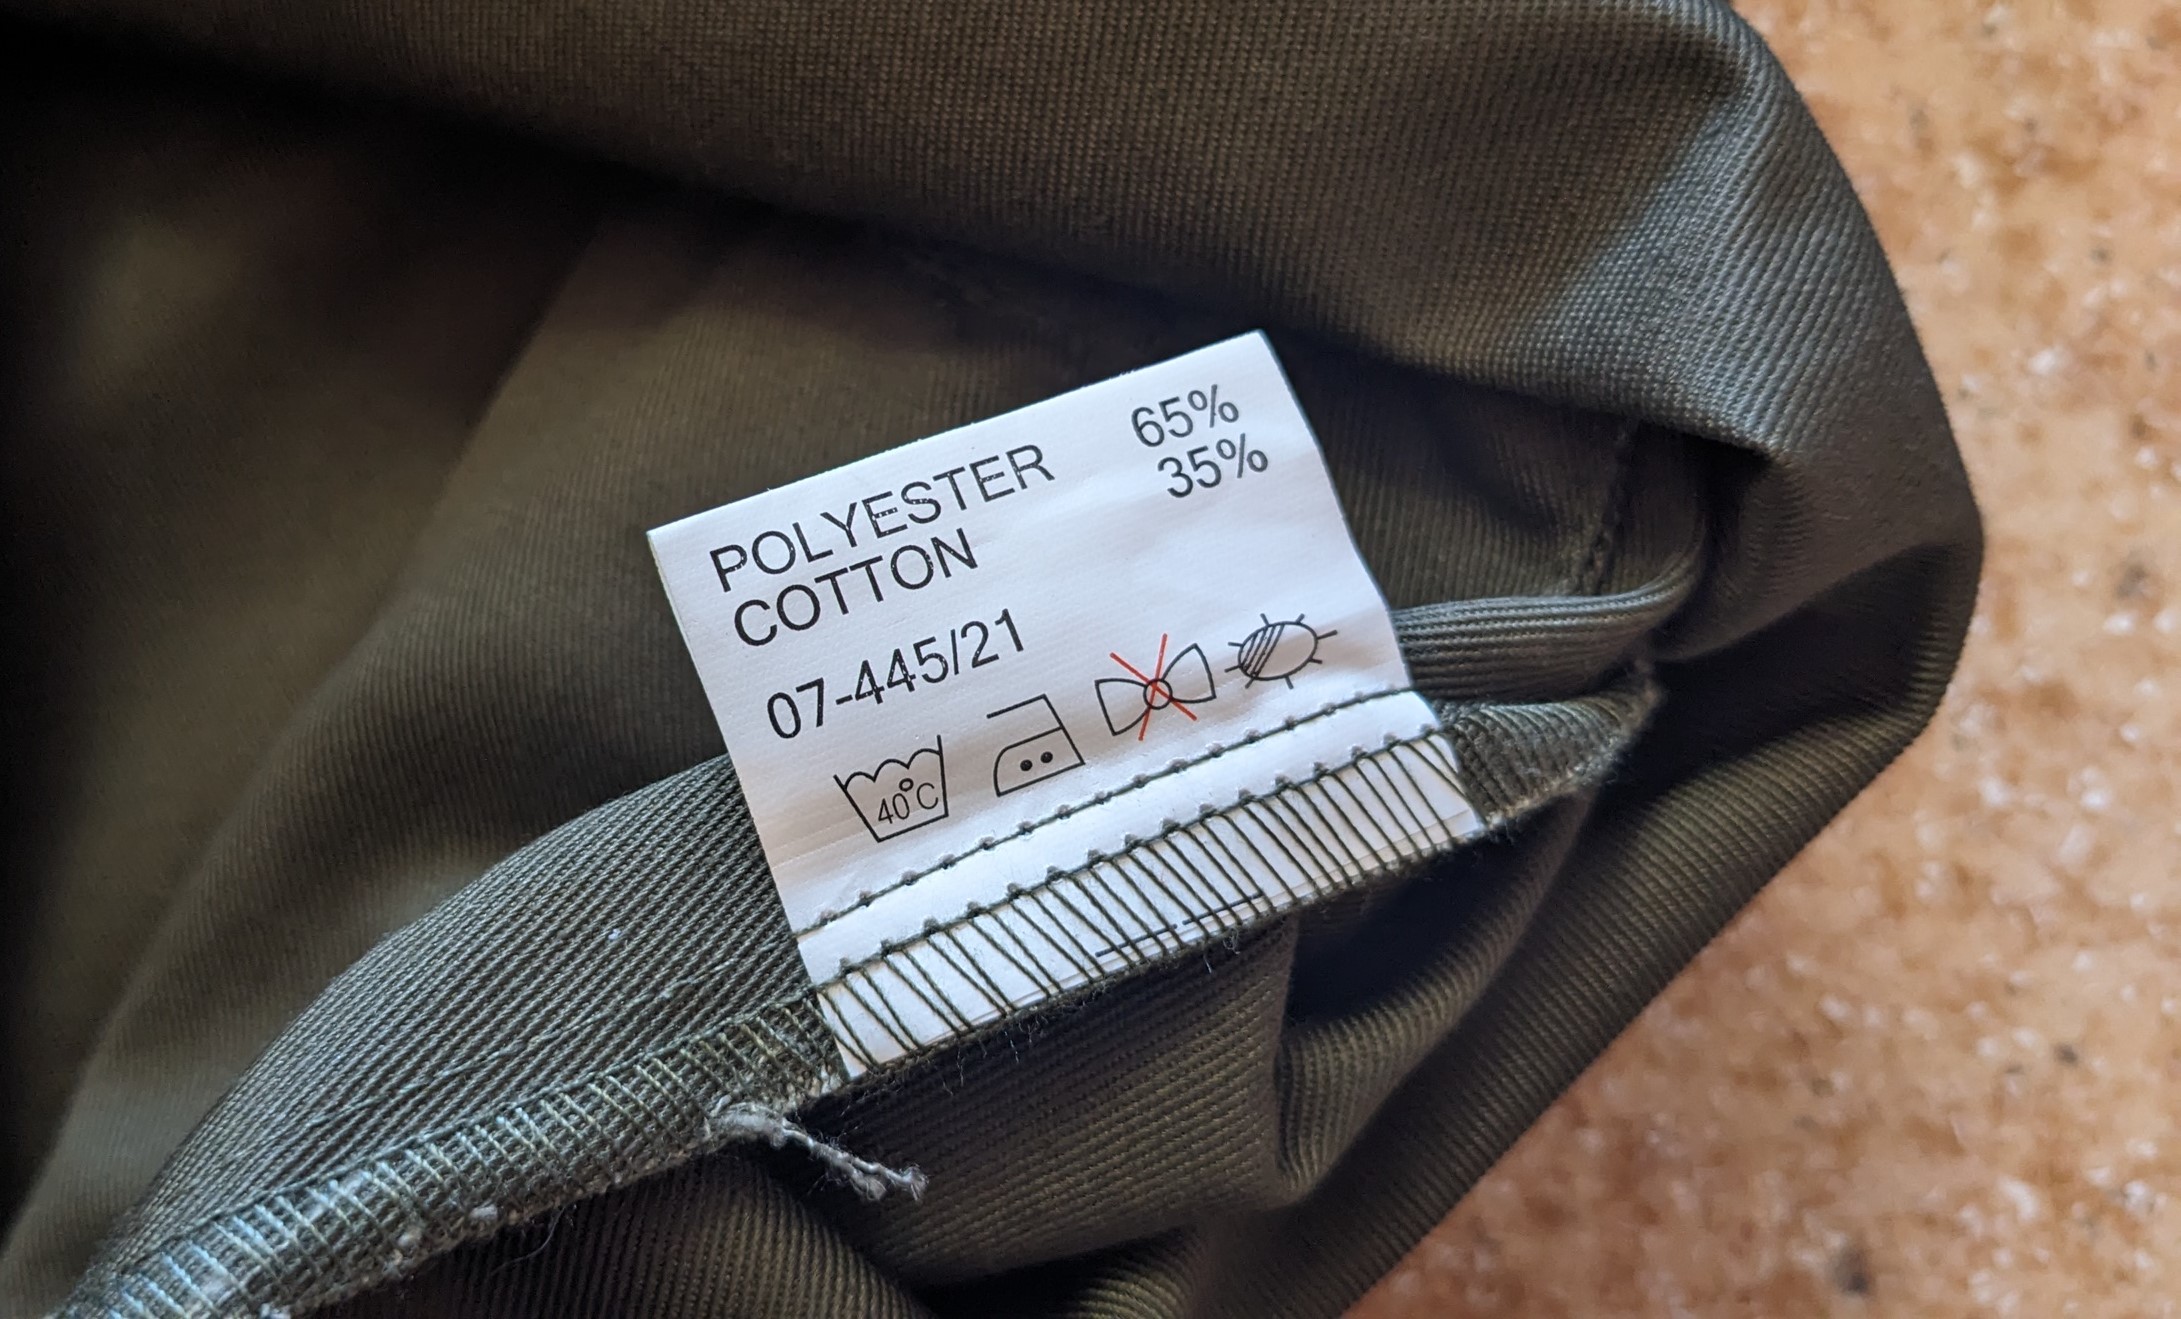 POLYESTER 65%
COTTON 35%
07-445/21
40°C